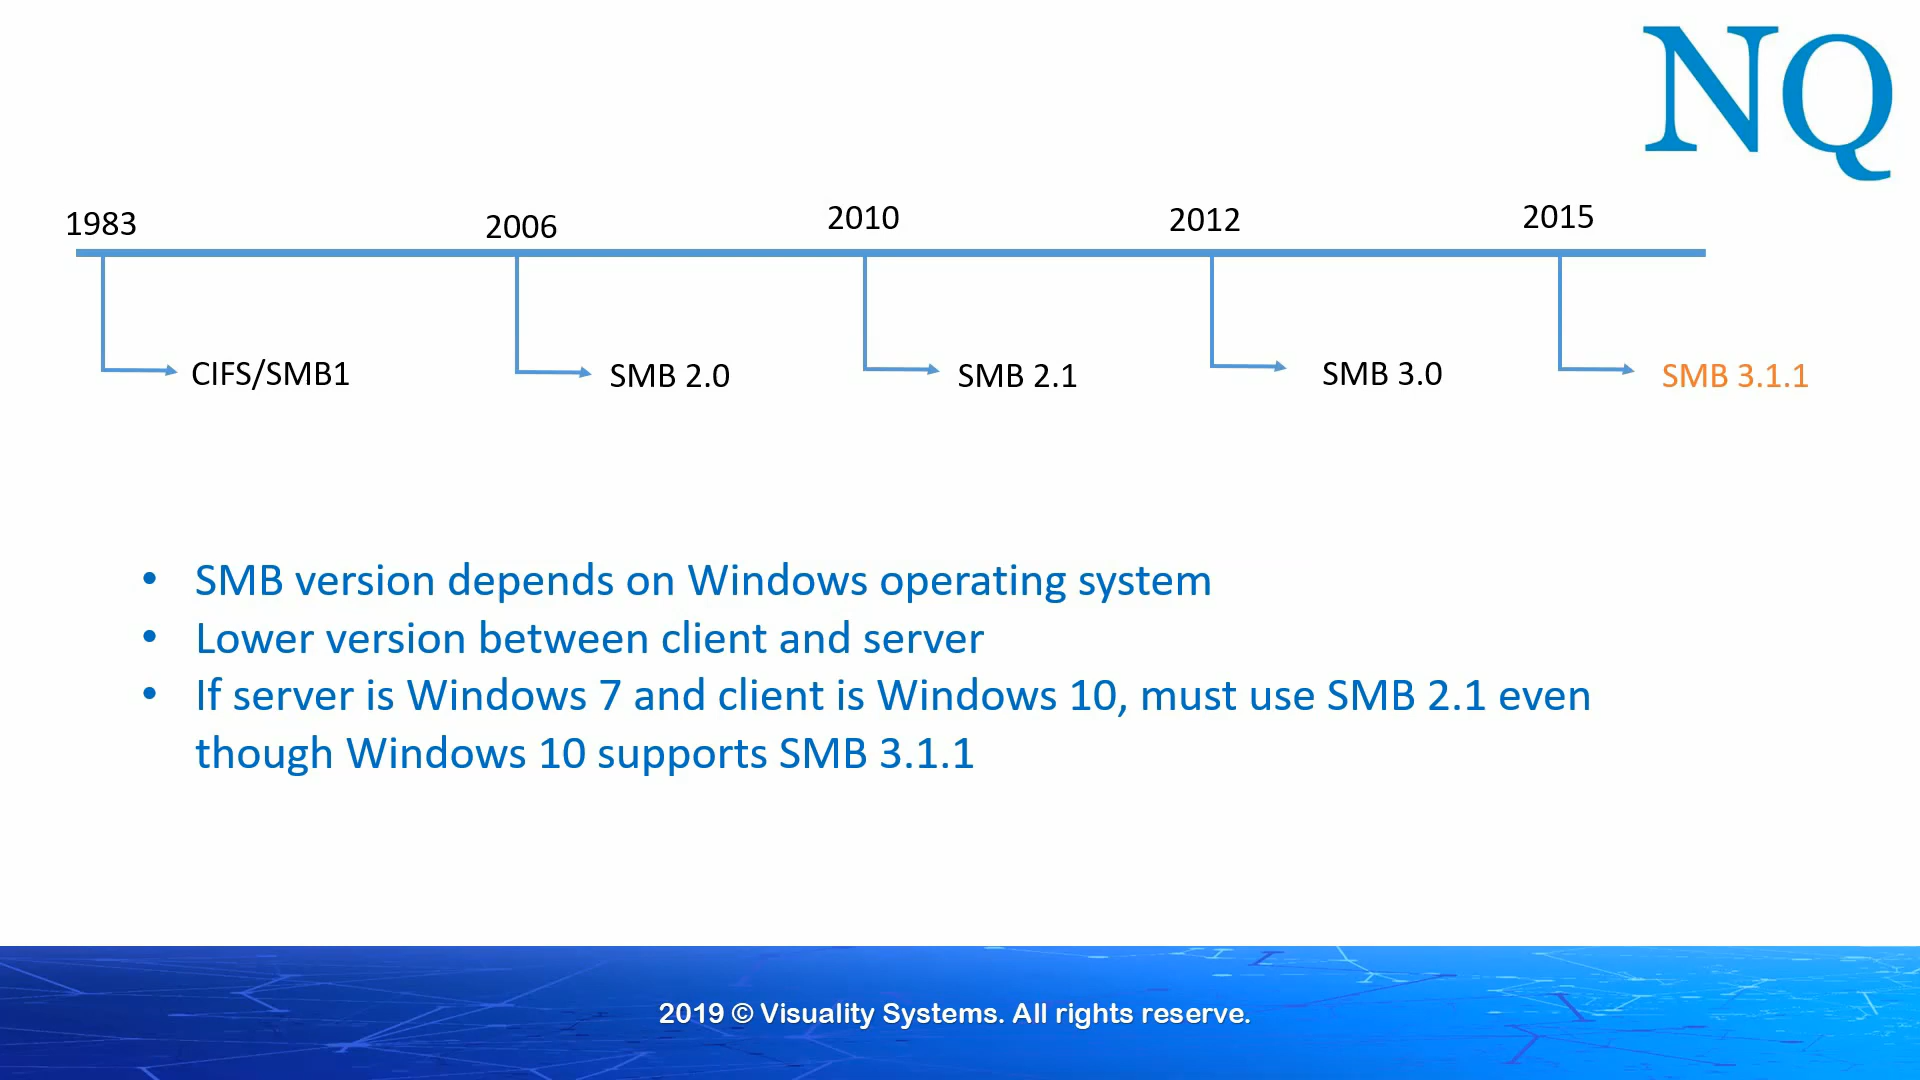 NQ
1983
2006
2010
2012
2015
CIFS/SMB1
SMB 2.0
SMB 2.1
SMB 3.0
SMB 3.1.1
• SMB version depends on Windows operating system
• Lower version between client and server
• If server is Windows 7 and client is Windows 10, must use SMB 2.1 even
though Windows 10 supports SMB 3.1.1
2019 © Visuality Systems. All rights reserve.